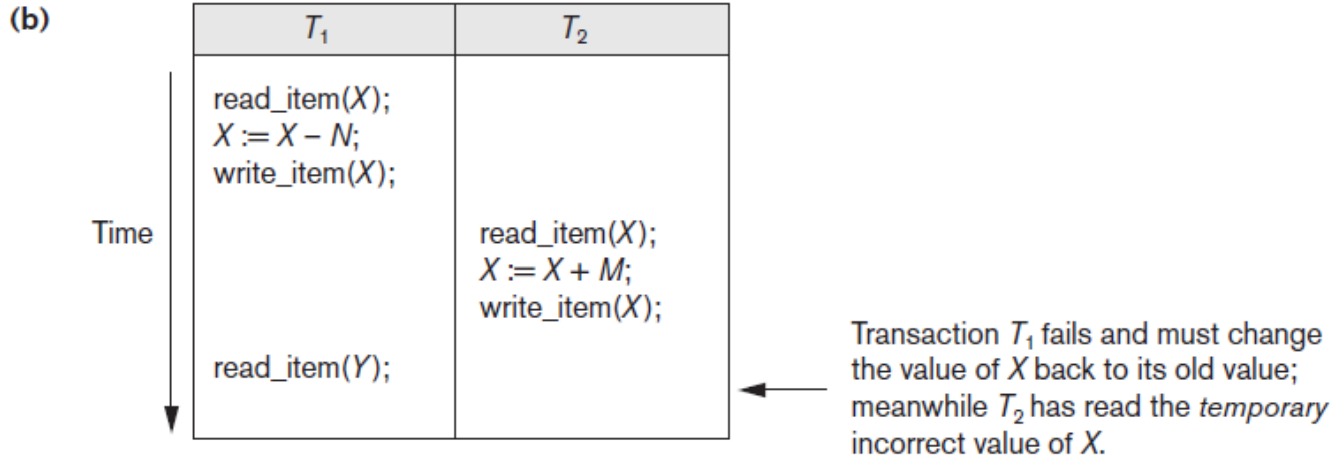 (b)
T₁ T₂
read_item(X);
X := X – N;
write_item(X);
Time
read_item(X);
X := X + M;
write_item(X);
read_item(Y);
Transaction T₁ fails and must change
the value of X back to its old value;
meanwhile T₂ has read the temporary
incorrect value of X.